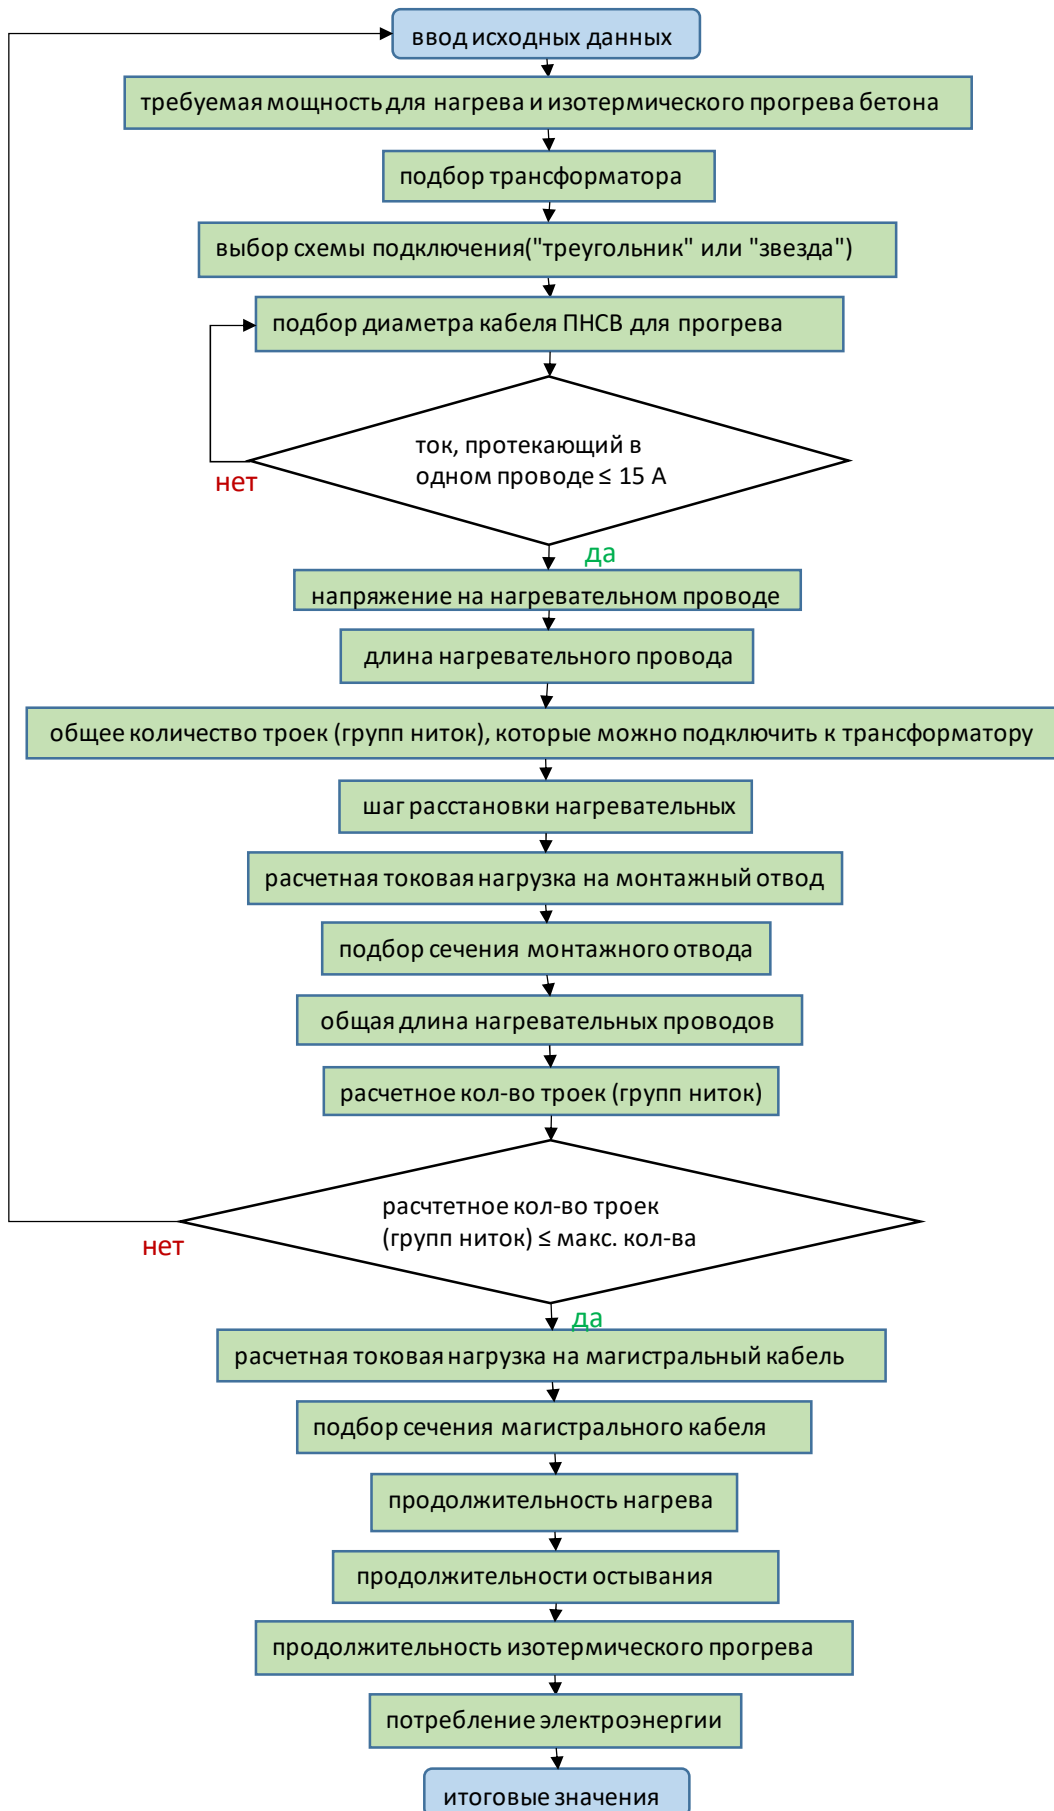 ввод исходных данных
требуемая мощность для нагрева и изотермического прогрева бетона
подбор трансформатора
выбор схемы подключения("треугольник" или "звезда")
подбор диаметра кабеля ПНСВ для прогрева
ток, протекающий в
одном проводе ≤ 15 А
нет
да
напряжение на нагревательном проводе
длина нагревательного провода
общее количество троек (групп ниток), которые можно подключить к трансформатору
шаг расстановки нагревательных
расчетная токовая нагрузка на монтажный отвод
подбор сечения монтажного отвода
общая длина нагревательных проводов
расчетное кол-во троек (групп ниток)
расчтетное кол-во троек
(групп ниток) ≤ макс. кол-ва
нет
да
расчетная токовая нагрузка на магистральный кабель
подбор сечения магистрального кабеля
продолжительность нагрева
продолжительности остывания
продолжительность изотермического прогрева
потребление электроэнергии
итоговые значения